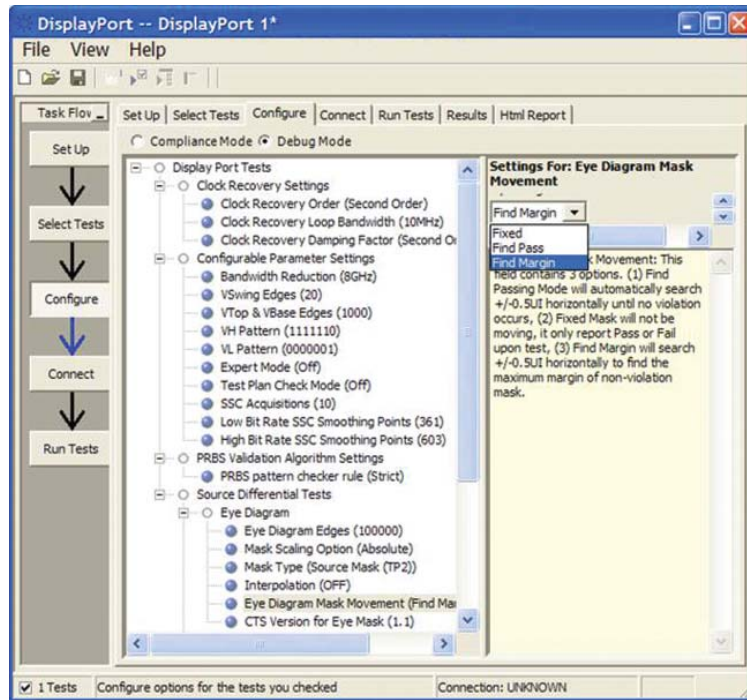 DisplayPort -- DisplayPort 1*
File View Help
Task Flov
Set Up Select Tests Configure Connect Run Tests Results Html Report
Compliance Mode Debug Mode
Set Up
Select Tests
Configure
Connect
Run Tests
Display Port Tests
Clock Recovery Settings
Clock Recovery Order (Second Order)
Clock Recovery Loop Bandwidth (10MHz)
Clock Recovery Damping Factor (Second Or
Configurable Parameter Settings
Bandwidth Reduction (8GHz)
VSwing Edges (20)
VTop & VBase Edges (1000)
VH Pattern (1111110)
VL Pattern (0000001)
Expert Mode (Off)
Test Plan Check Mode (Off)
SSC Acquisitions (10)
Low Bit Rate SSC Smoothing Points (361)
High Bit Rate SSC Smoothing Points (603)
PRBS Validation Algorithm Settings
PRBS pattern checker rule (Strict)
Source Differential Tests
Eye Diagram
Eye Diagram Edges (100000)
Mask Scaling Option (Absolute)
Mask Type (Source Mask (TP2))
Interpolation (OFF)
Eye Diagram Mask Movement (Find Mar
CTS Version for Eye Mask (1.1)
Settings For: Eye Diagram Mask
Movement
Find Margin
Fixed
Find Pass
Find Margin
k Movement: This
field contains 3 options. (1) Find
Passing Mode will automatically search
+/-0.5UI horizontally until no violation
occurs, (2) Fixed Mask will not be
moving, it only report Pass or Fail
upon test, (3) Find Margin will search
+/-0.5UI horizontally to find the
maximum margin of non-violation
mask.
1 Tests Configure options for the tests you checked Connection: UNKNOWN